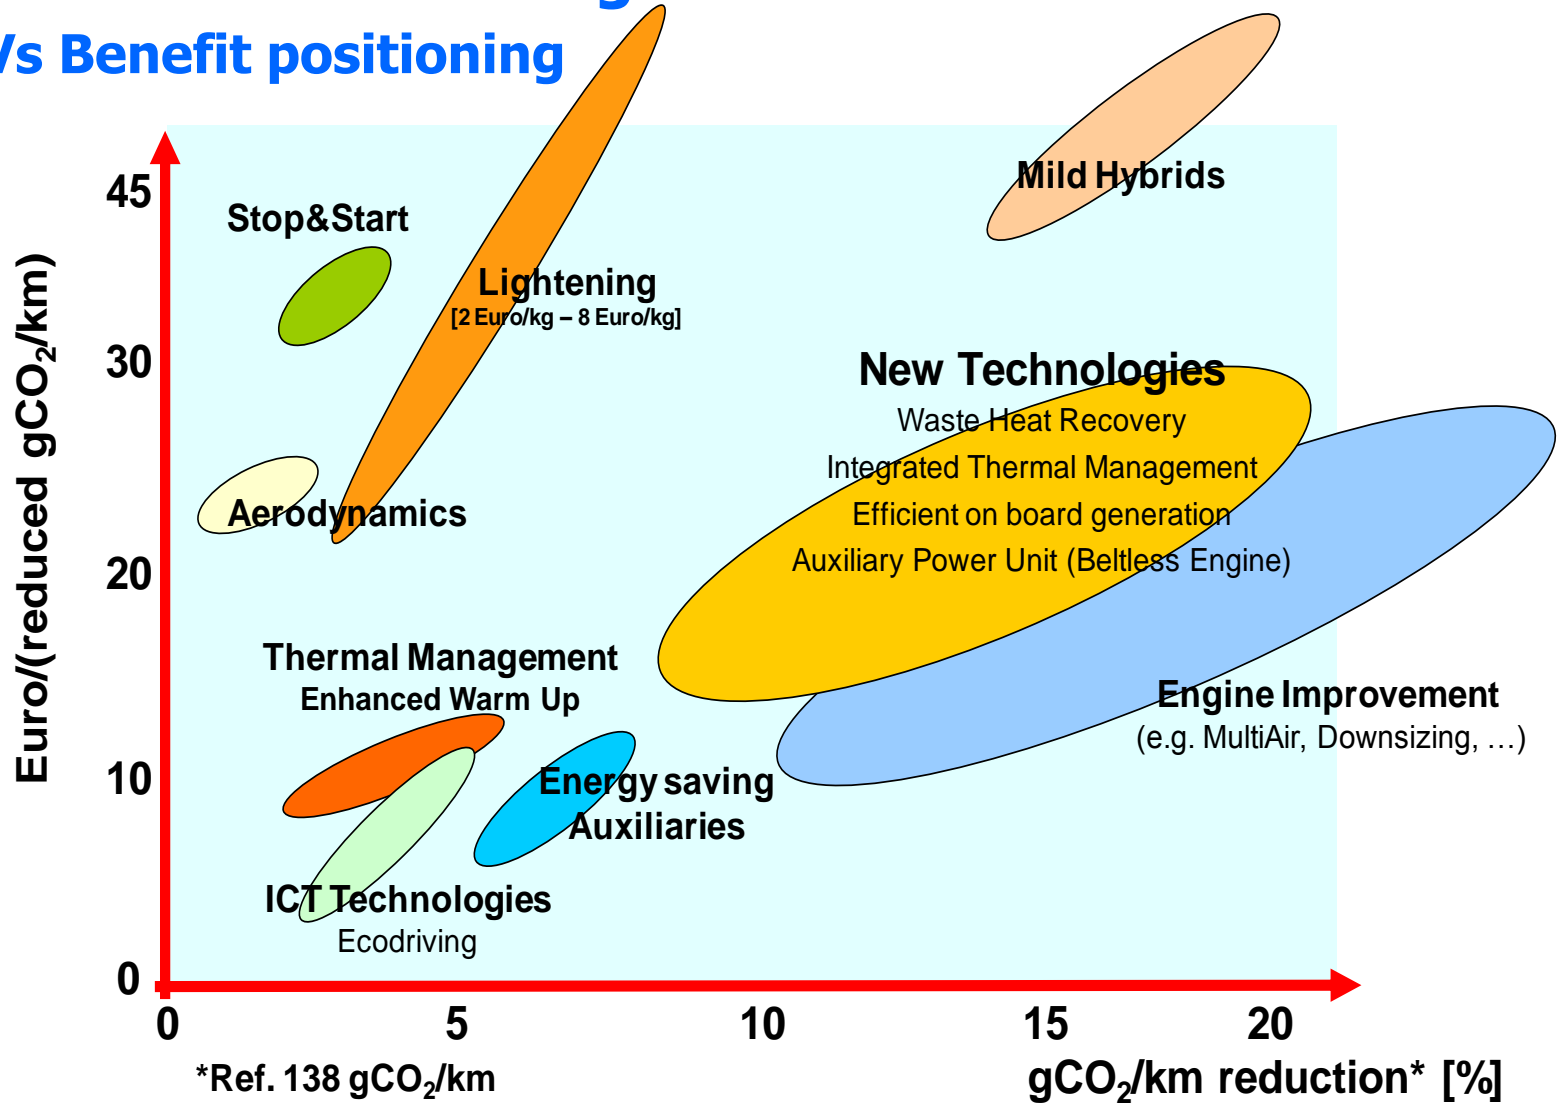 Vs Benefit positioning
45
Stop&Start
Mild Hybrids
Lightening
[2 Euro/kg – 8 Euro/kg]
30
New Technologies
Waste Heat Recovery
Integrated Thermal Management
Efficient on board generation
Auxiliary Power Unit (Beltless Engine)
Aerodynamics
20
Euro/(reduced gCO₂/km)
Thermal Management
Enhanced Warm Up
Engine Improvement
(e.g. MultiAir, Downsizing, …)
10
Energy saving
Auxiliaries
ICT Technologies
Ecodriving
0
0 5 10 15 20
*Ref. 138 gCO₂/km
gCO₂/km reduction* [%]